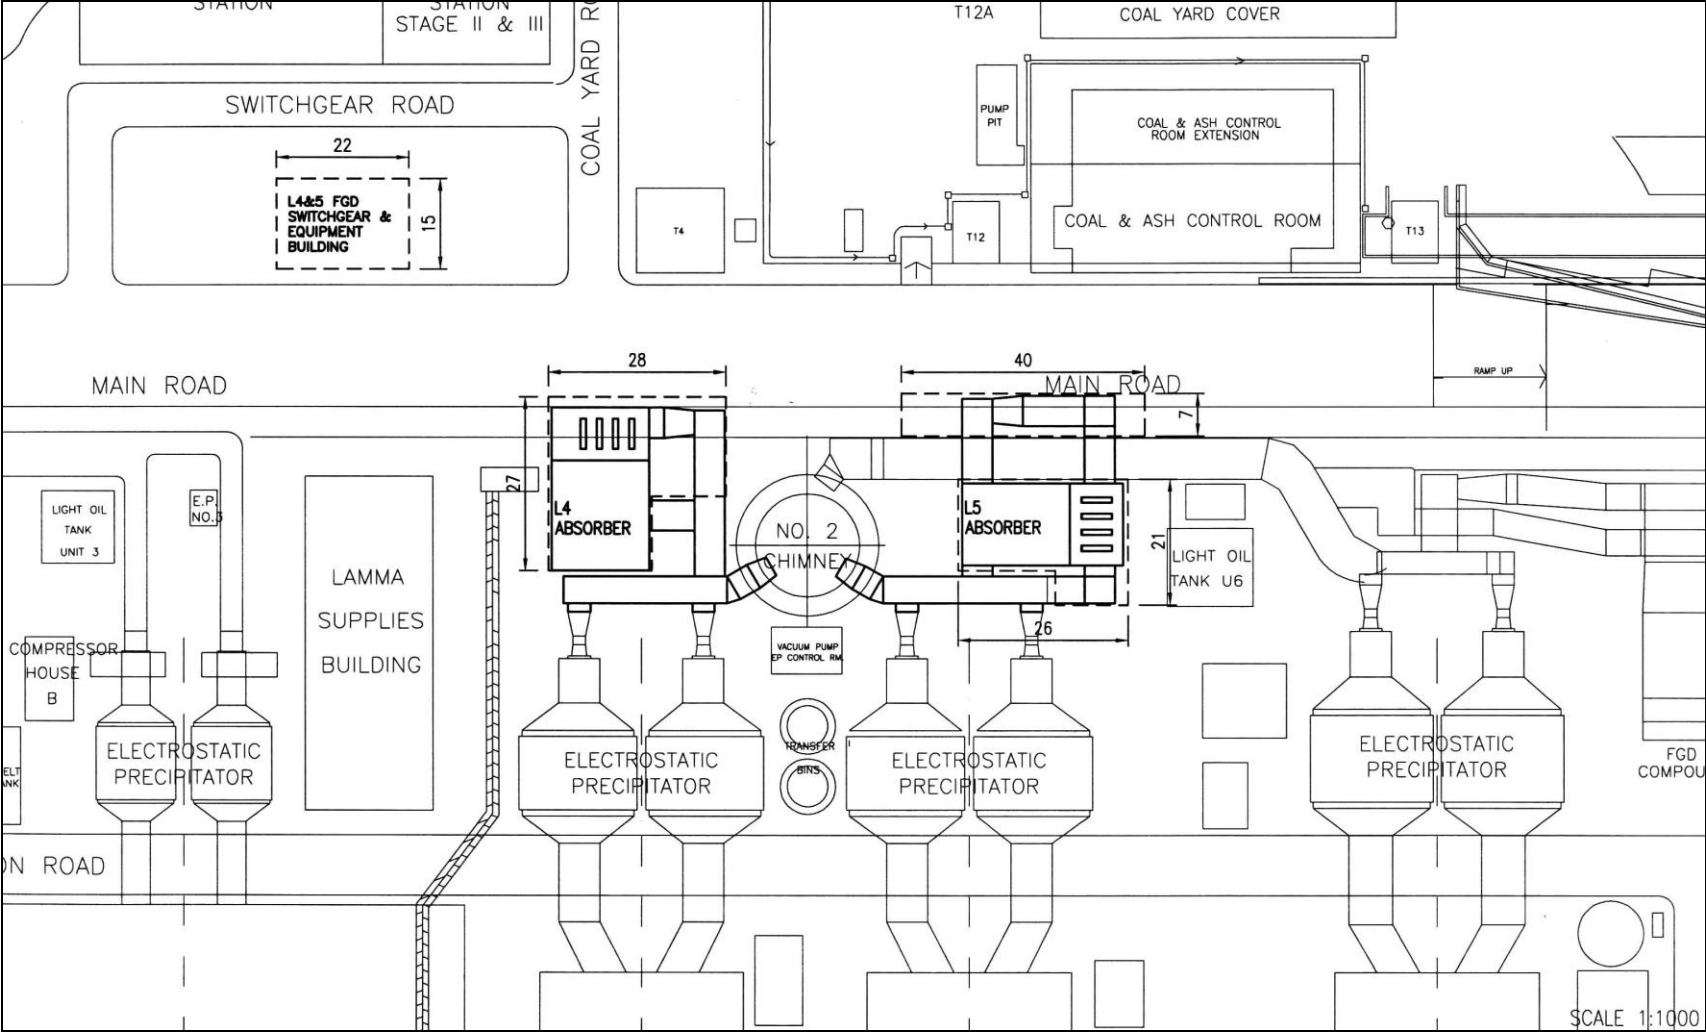 STATION
STATION
STAGE II & III
COAL YARD RO
T12A
COAL YARD COVER
SWITCHGEAR ROAD
PUMP
PIT
COAL & ASH CONTROL
ROOM EXTENSION
22
L4&5 FGD
SWITCHGEAR &
EQUIPMENT
BUILDING
15
T4
T12
COAL & ASH CONTROL ROOM
T13
MAIN ROAD
28
40
MAIN ROAD
RAMP UP
7
27
L4
ABSORBER
NO. 2
CHIMNEY
L5
ABSORBER
21
LIGHT OIL
TANK U6
26
LIGHT OIL
TANK
UNIT 3
E.P.
NO.3
LAMMA
SUPPLIES
BUILDING
COMPRESSOR
HOUSE
B
VACUUM PUMP
EP CONTROL RM.
TRANSFER
BINS
ELECTROSTATIC
PRECIPITATOR
ELECTROSTATIC
PRECIPITATOR
ELECTROSTATIC
PRECIPITATOR
ELECTROSTATIC
PRECIPITATOR
FGD
COMPOU
ELT
ANK
ON ROAD
SCALE 1:1000